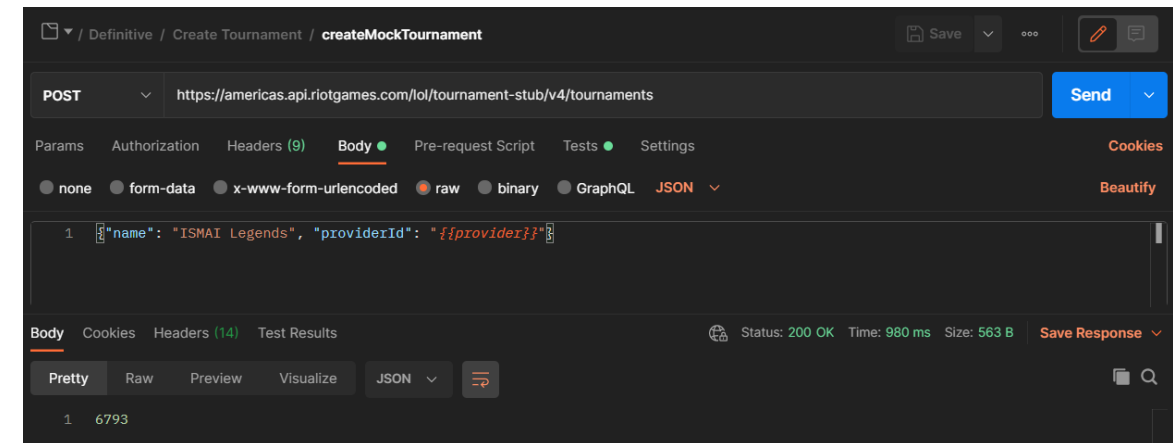 / Definitive / Create Tournament / createMockTournament Save
POST https://americas.api.riotgames.com/lol/tournament-stub/v4/tournaments Send
Params Authorization Headers (9) Body Pre-request Script Tests Settings Cookies
none form-data x-www-form-urlencoded raw binary GraphQL JSON Beautify
1 {"name": "ISMAI Legends", "providerId": "{{provider}}"}
Body Cookies Headers (14) Test Results Status: 200 OK Time: 980 ms Size: 563 B Save Response
Pretty Raw Preview Visualize JSON
1 6793